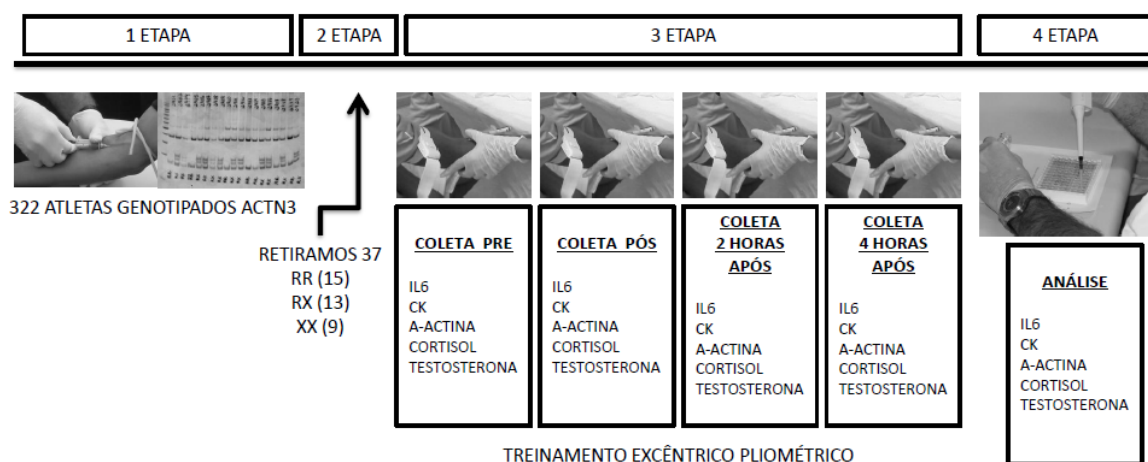 1 ETAPA
2 ETAPA
3 ETAPA
4 ETAPA
322 ATLETAS GENOTIPADOS ACTN3
RETIRAMOS 37
RR (15)
RX (13)
XX (9)
COLETA PRE
IL6
CK
A-ACTINA
CORTISOL
TESTOSTERONA
COLETA PÓS
IL6
CK
A-ACTINA
CORTISOL
TESTOSTERONA
COLETA
2 HORAS
APÓS
IL6
CK
A-ACTINA
CORTISOL
TESTOSTERONA
COLETA
4 HORAS
APÓS
IL6
CK
A-ACTINA
CORTISOL
TESTOSTERONA
ANÁLISE
IL6
CK
A-ACTINA
CORTISOL
TESTOSTERONA
TREINAMENTO EXCÊNTRICO PLIOMÉTRICO